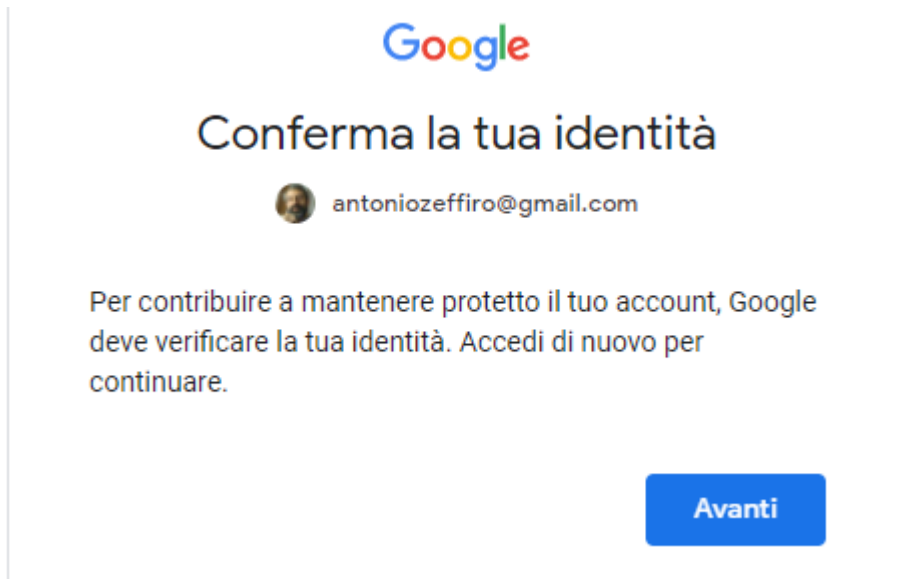 Google
Conferma la tua identità
antoniozeffiro@gmail.com
Per contribuire a mantenere protetto il tuo account, Google
deve verificare la tua identità. Accedi di nuovo per
continuare.
Avanti